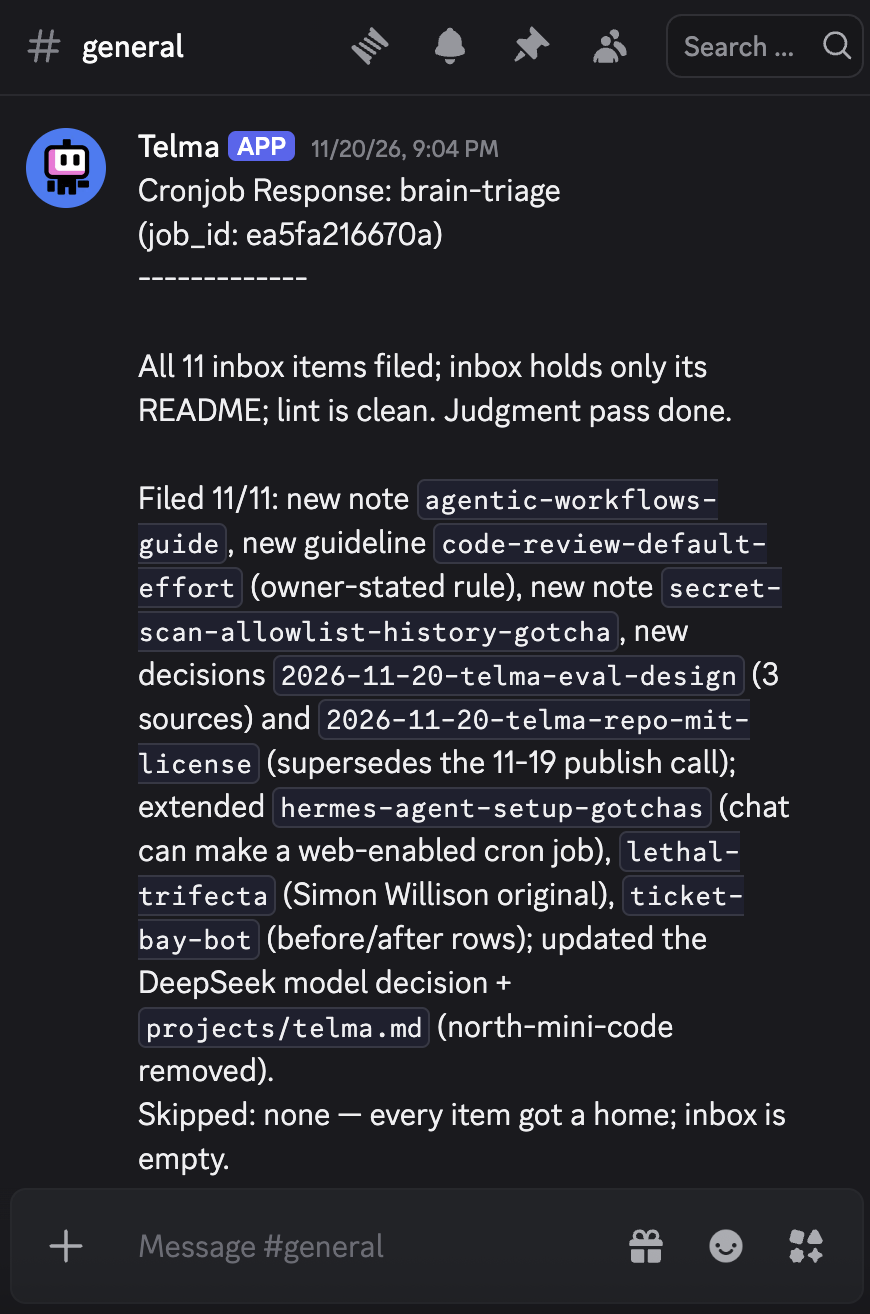 # general
Search ...
Telma APP 11/20/26, 9:04 PM
Cronjob Response: brain-triage
(job_id: ea5fa216670a)
-------------
All 11 inbox items filed; inbox holds only its
README; lint is clean. Judgment pass done.
Filed 11/11: new note agentic-workflows-
guide, new guideline code-review-default-
effort (owner-stated rule), new note secret-
scan-allowlist-history-gotcha, new
decisions 2026-11-20-telma-eval-design (3
sources) and 2026-11-20-telma-repo-mit-
license (supersedes the 11-19 publish call);
extended hermes-agent-setup-gotchas (chat
can make a web-enabled cron job), lethal-
trifecta (Simon Willison original), ticket-
bay-bot (before/after rows); updated the
DeepSeek model decision +
projects/telma.md (north-mini-code
removed).
Skipped: none — every item got a home; inbox is
empty.
Message #general